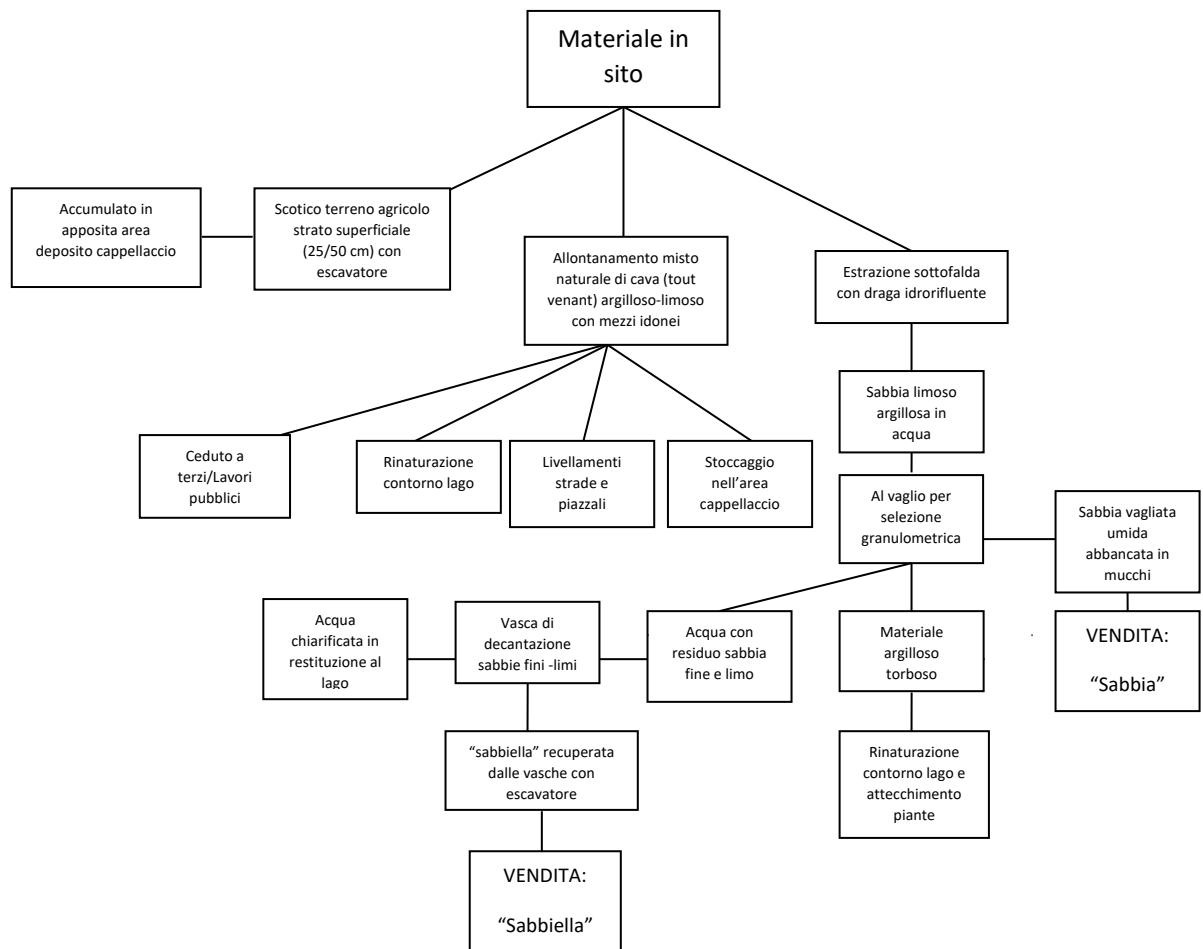 Materiale in
sito
Accumulato in
apposita area
deposito cappellaccio
Scotico terreno agricolo
strato superficiale
(25/50 cm) con
escavatore
Allontanamento misto
naturale di cava (tout
venant) argilloso-limoso
con mezzi idonei
Estrazione sottofalda
con draga idrorifluente
Sabbia limoso
argillosa in
acqua
Ceduto a
terzi/Lavori
pubblici
Rinaturazione
contorno lago
Livellamenti
strade e
piazzali
Stoccaggio
nell'area
cappellaccio
Al vaglio per
selezione
granulometrica
Sabbia vagliata
umida
abbancata in
mucchi
Acqua
chiarificata in
restituzione al
lago
Vasca di
decantazione
sabbie fini -limi
Acqua con
residuo sabbia
fine e limo
Materiale
argilloso
torboso
VENDITA:
“Sabbia”
“sabbiella” recuperata
dalle vasche con
escavatore
Rinaturazione
contorno lago e
attecchimento
piante
VENDITA:
“Sabbiella”